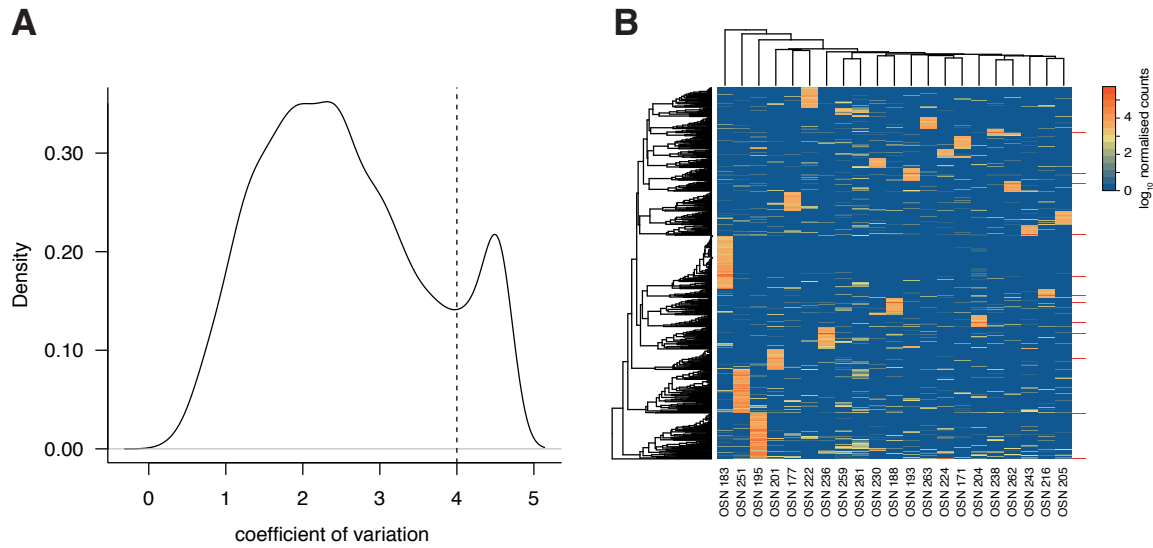 A
B
0.30
0.20
0.10
0.00
Density
0 1 2 3 4 5
coefficient of variation
4
2
0
log10 normalised counts
OSN 183
OSN 251
OSN 195
OSN 201
OSN 177
OSN 222
OSN 236
OSN 259
OSN 261
OSN 230
OSN 188
OSN 193
OSN 263
OSN 224
OSN 171
OSN 204
OSN 238
OSN 262
OSN 243
OSN 216
OSN 205